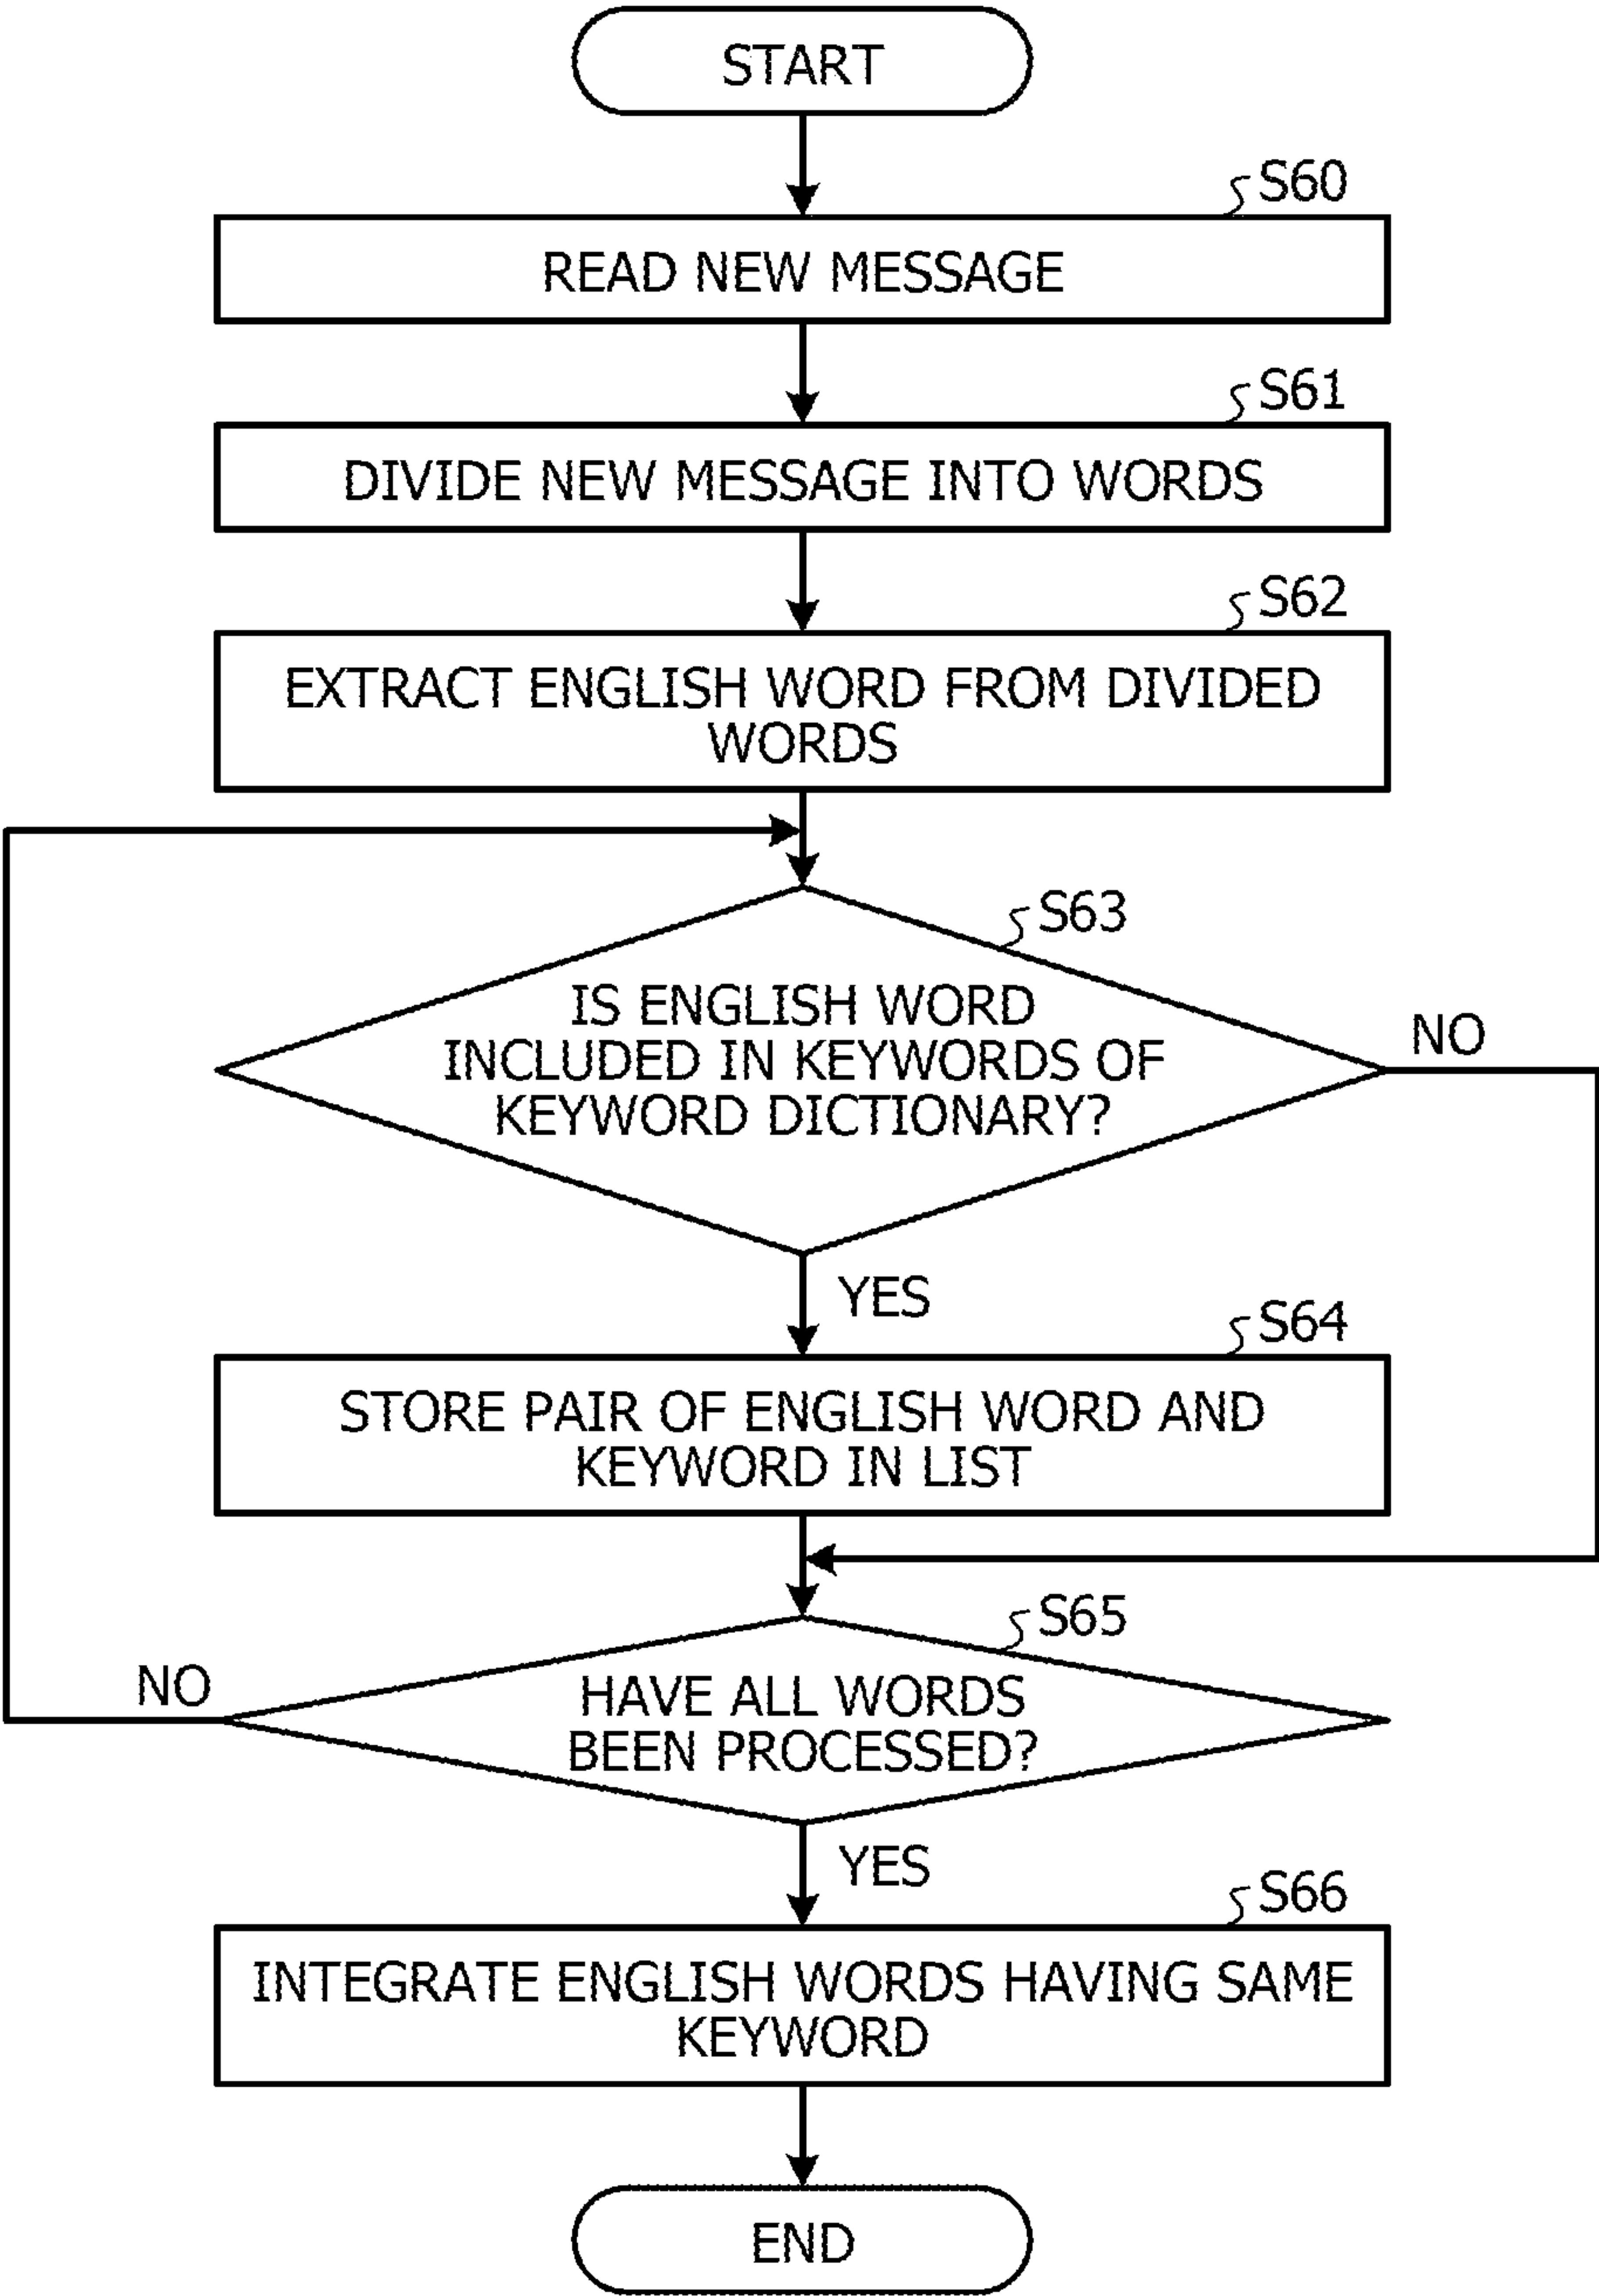 START
S60
READ NEW MESSAGE
S61
DIVIDE NEW MESSAGE INTO WORDS
S62
EXTRACT ENGLISH WORD FROM DIVIDED
WORDS
S63
IS ENGLISH WORD
INCLUDED IN KEYWORDS OF
KEYWORD DICTIONARY?
NO
YES
S64
STORE PAIR OF ENGLISH WORD AND
KEYWORD IN LIST
S65
NO
HAVE ALL WORDS
BEEN PROCESSED?
YES
S66
INTEGRATE ENGLISH WORDS HAVING SAME
KEYWORD
END